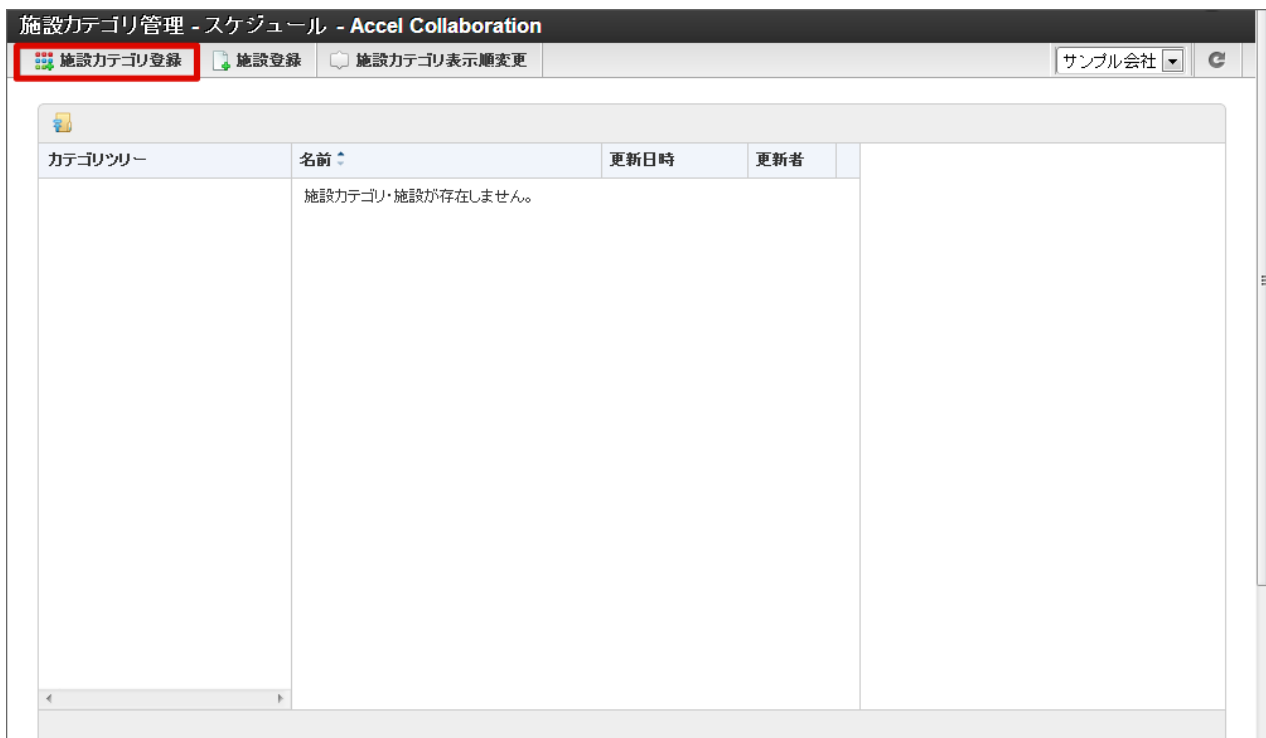 施設カテゴリ管理 - スケジュール - Accel Collaboration
施設カテゴリ登録 施設登録 施設カテゴリ表示順変更 サンプル会社
カテゴリツリー 名前 更新日時 更新者
施設カテゴリ・施設が存在しません。